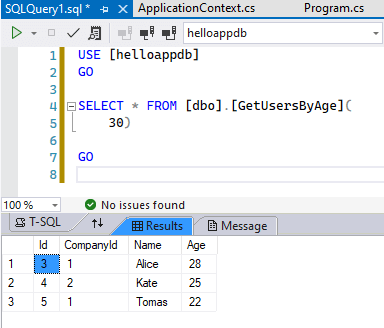 SQLQuery1.sql * ApplicationContext.cs Program.cs
helloappdb
1 USE [helloappdb]
2 GO
3
4 SELECT * FROM [dbo].[GetUsersByAge](
5 30)
6
7 GO
8
100 % No issues found
T-SQL Results Message
Id CompanyId Name Age
1 3 1 Alice 28
2 4 2 Kate 25
3 5 1 Tomas 22